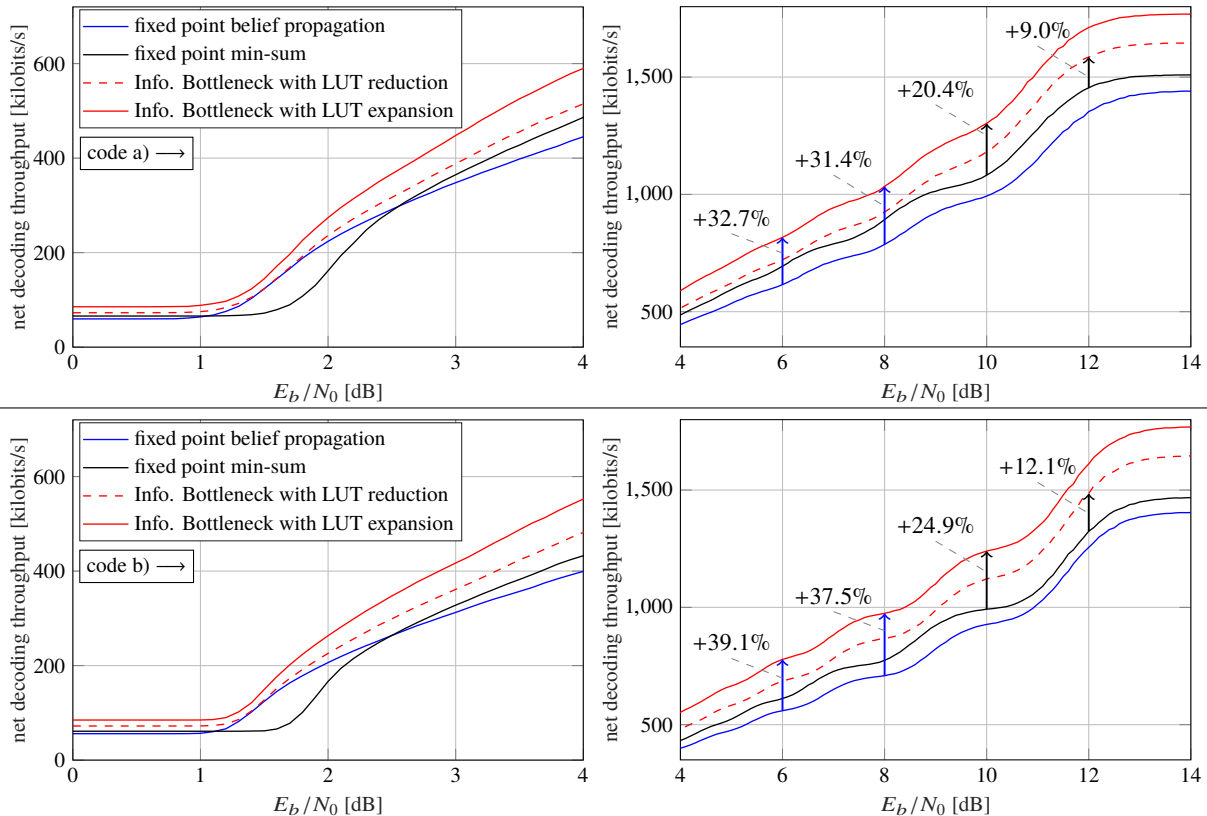 net decoding throughput [kilobits/s]
600
400
200
0
fixed point belief propagation
fixed point min-sum
Info. Bottleneck with LUT reduction
Info. Bottleneck with LUT expansion
code a) →
0 1 2 3 4
E_b/N_0 [dB]
net decoding throughput [kilobits/s]
1,500
1,000
500
+32.7%
+31.4%
+20.4%
+9.0%
4 6 8 10 12 14
E_b/N_0 [dB]
net decoding throughput [kilobits/s]
600
400
200
0
fixed point belief propagation
fixed point min-sum
Info. Bottleneck with LUT reduction
Info. Bottleneck with LUT expansion
code b) →
0 1 2 3 4
E_b/N_0 [dB]
net decoding throughput [kilobits/s]
1,500
1,000
500
+39.1%
+37.5%
+24.9%
+12.1%
4 6 8 10 12 14
E_b/N_0 [dB]